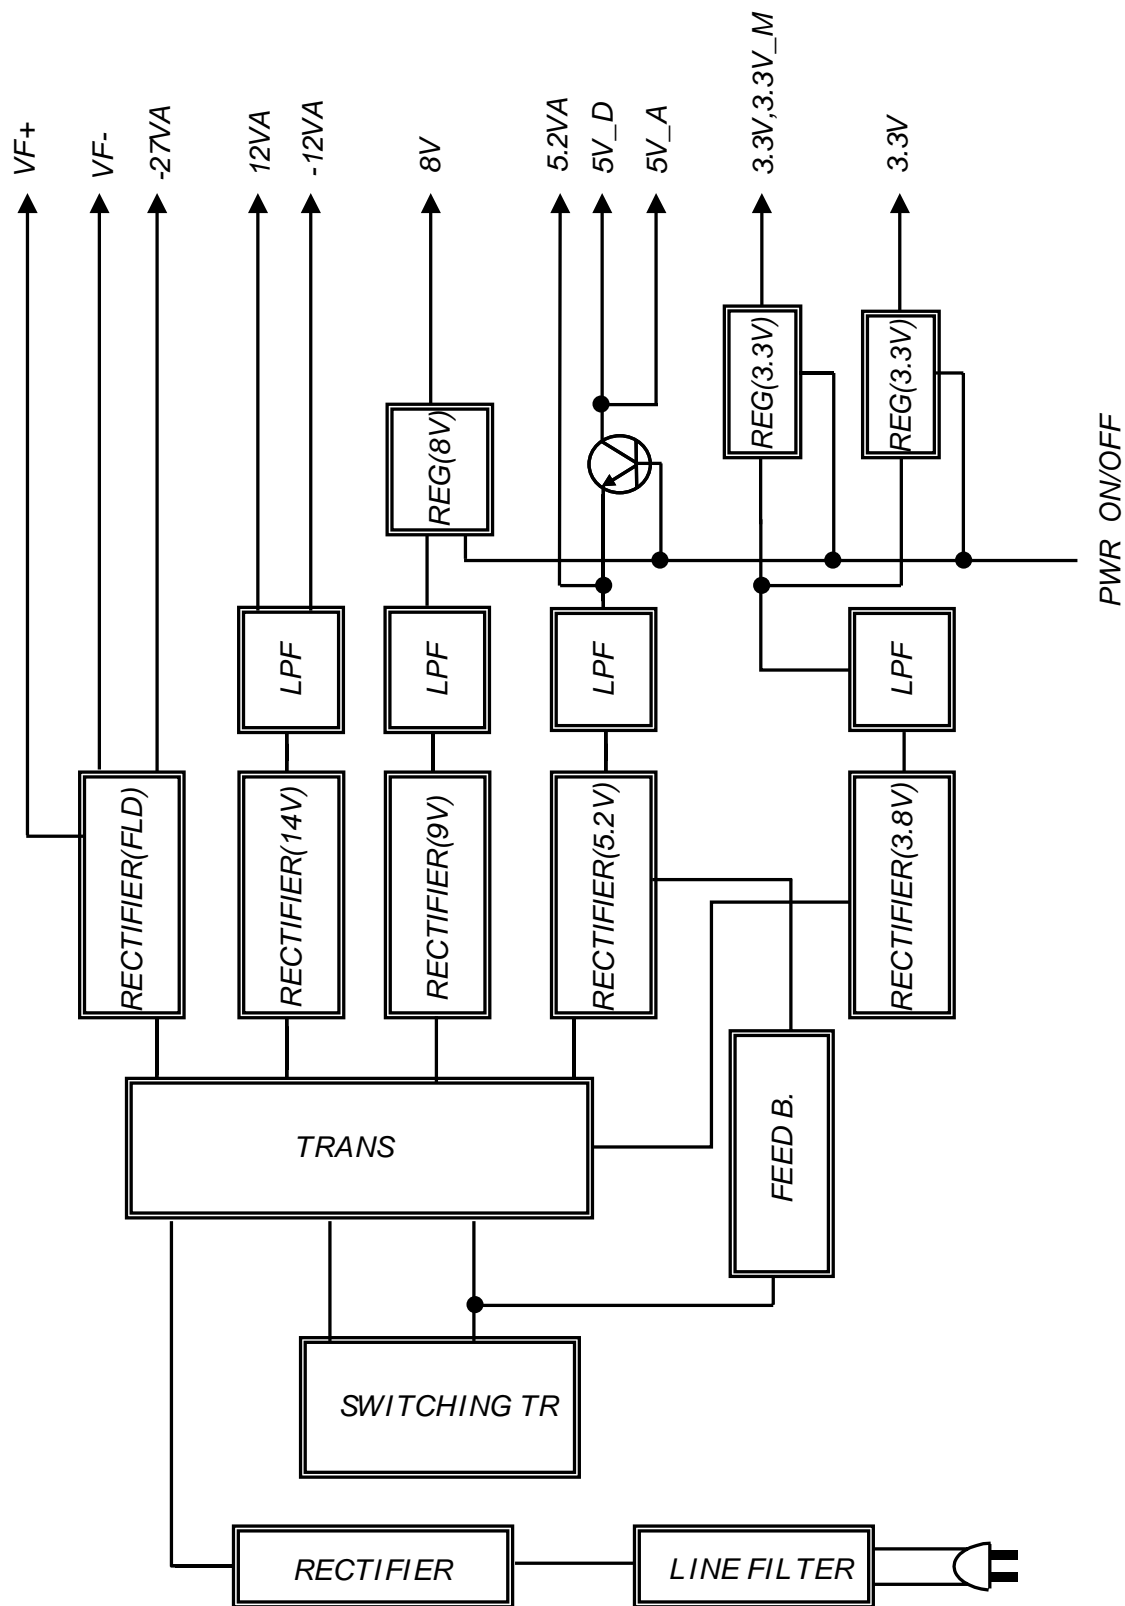 VF+
VF-
-27VA
12VA
-12VA
8V
5.2VA
5V_D
5V_A
3.3V,3.3V_M
3.3V
REG(8V)
REG(3.3V)
REG(3.3V)
PWR ON/OFF
LPF
LPF
LPF
LPF
RECTIFIER(FLD)
RECTIFIER(14V)
RECTIFIER(9V)
RECTIFIER(5.2V)
RECTIFIER(3.8V)
TRANS
FEED B.
SWITCHING TR
RECTIFIER
LINE FILTER